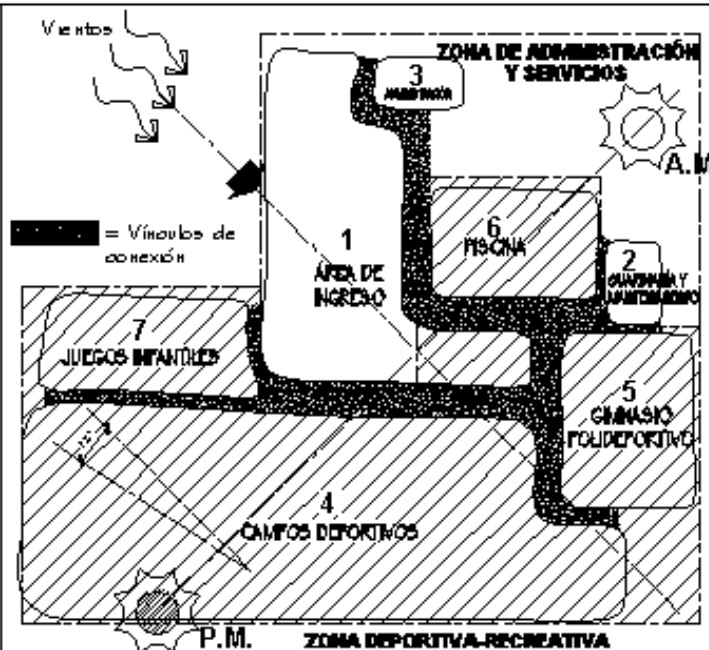 Vientos
ZONA DE ADMINISTRACIÓN
Y SERVICIOS
3
A.M
6
PISCINA
= Vínculos de
conexión
1
ÁREA DE
INGRESO
2
7
JUEGOS INFANTILES
5
GIMNASIO
POLIDEPORTIVO
4
CAMPOS DEPORTIVOS
P.M.
ZONA DEPORTIVA-RECREATIVA